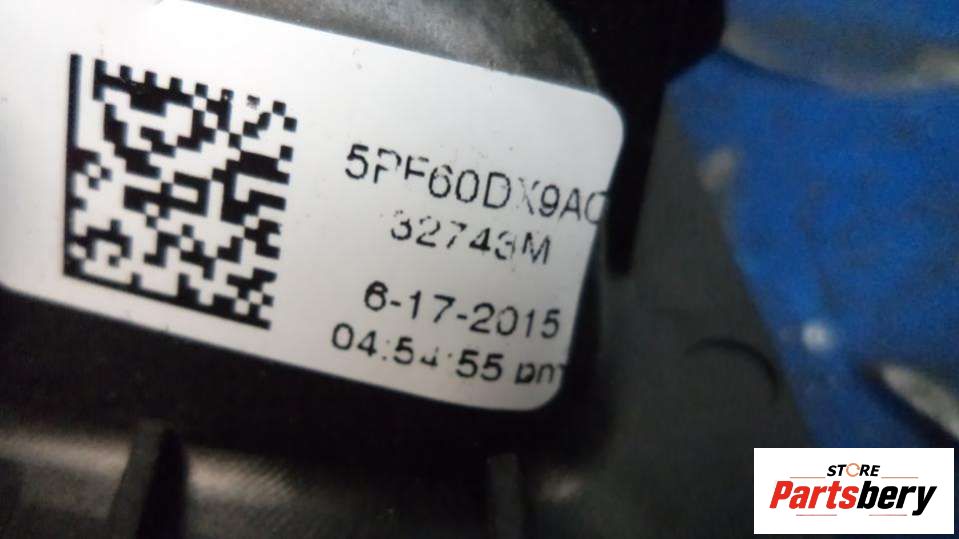 5PF60DX9AC
32743M
6-17-2015
04:54:55 pm
STORE
Partsbery